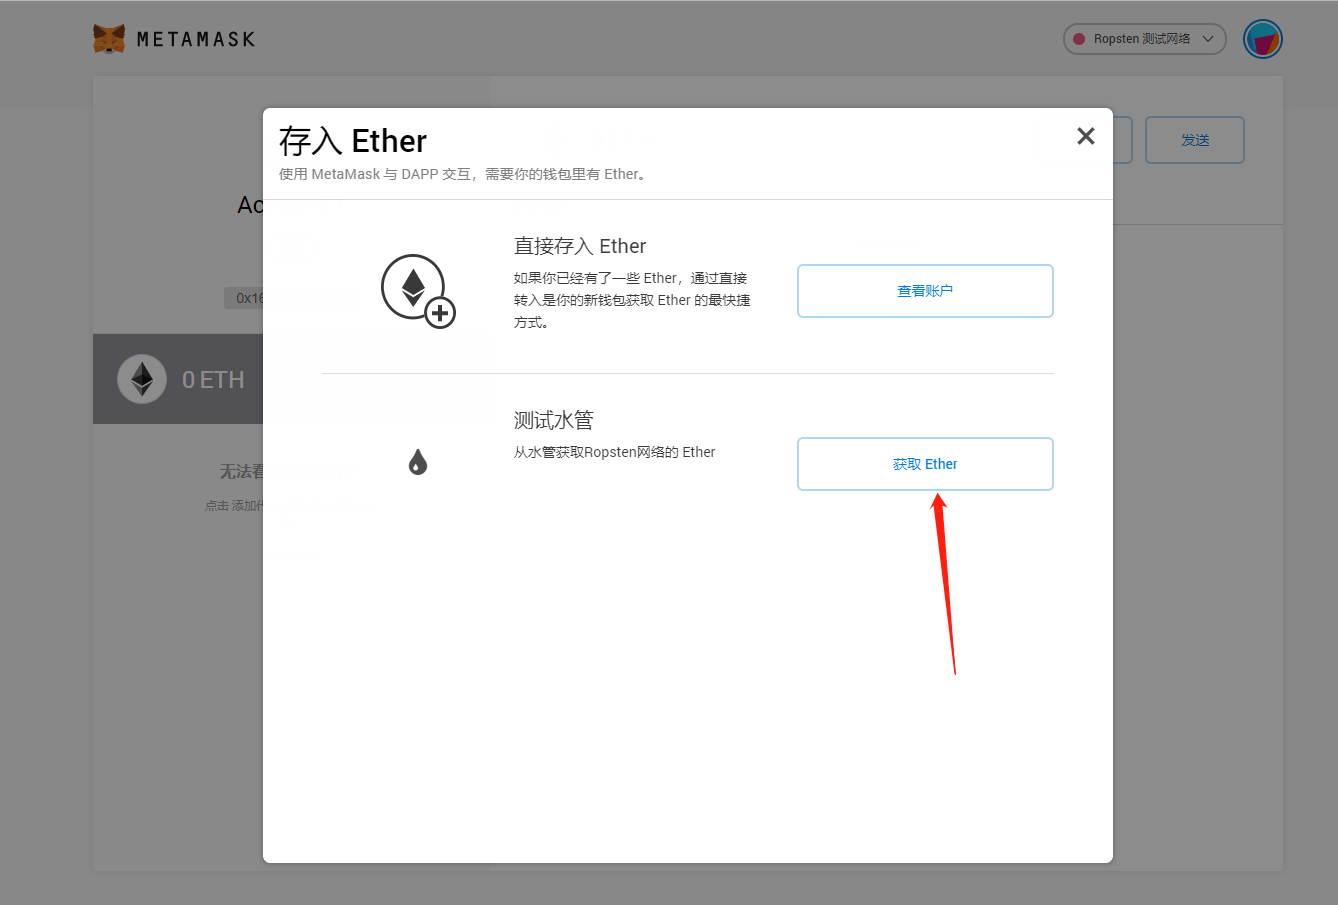 METAMASK
Ropsten 测试网络
存入 Ether
使用 MetaMask 与 DAPP 交互，需要你的钱包里有 Ether。
发送
Ac
0x16
0 ETH
无法看
点击 添加代
直接存入 Ether
如果你已经有了一些 Ether，通过直接
转入是你的新钱包获取 Ether 的最快捷
方式。
查看账户
测试水管
从水管获取Ropsten网络的 Ether
获取 Ether